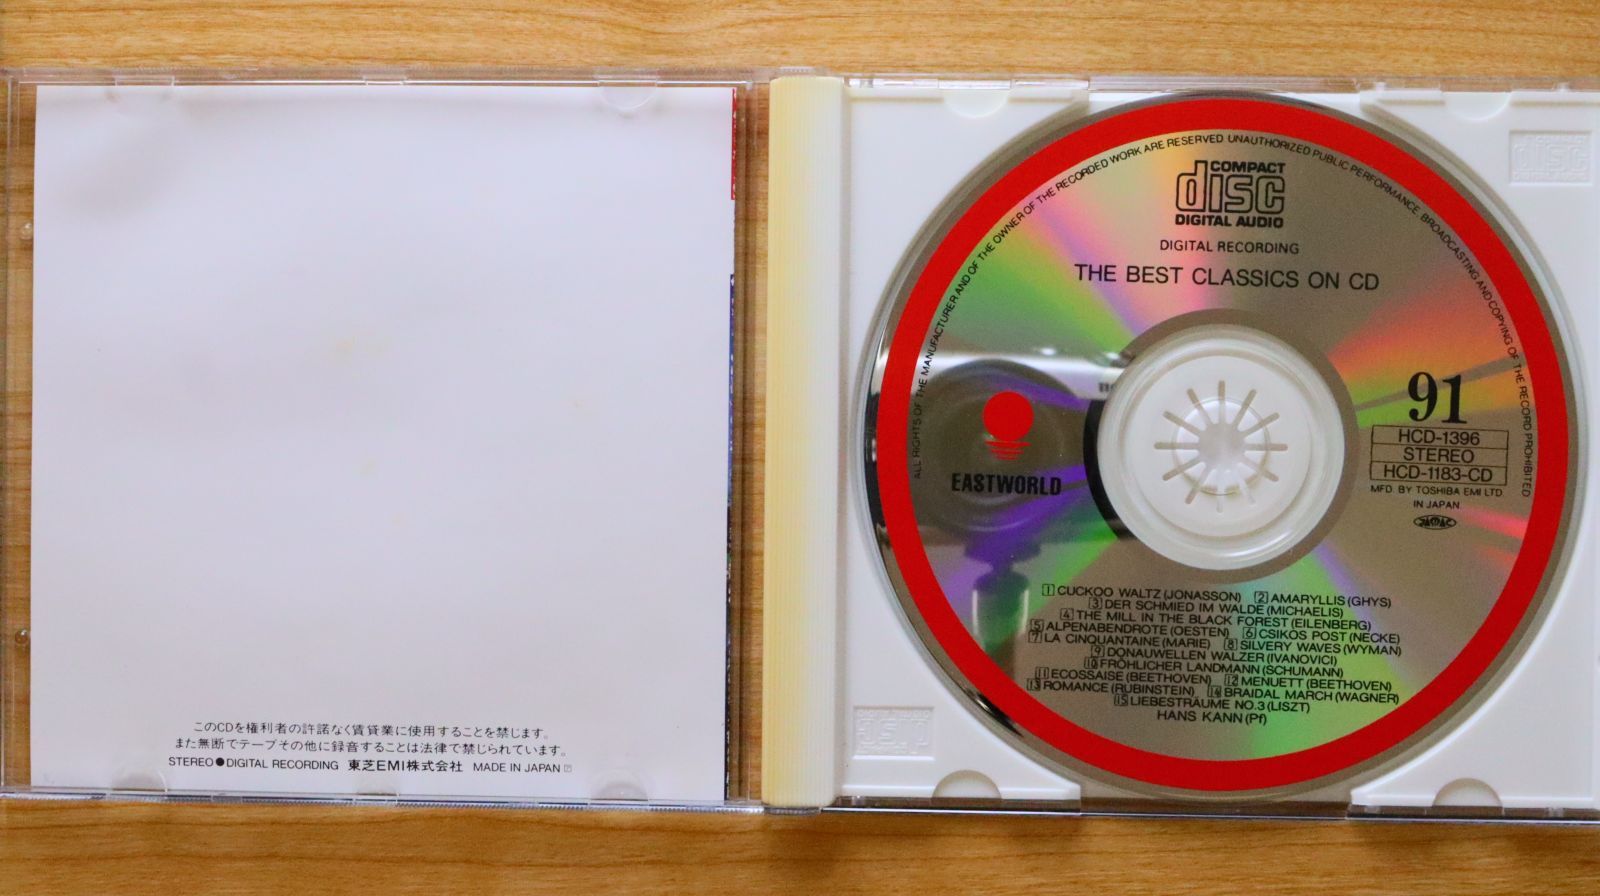 このCDを権利者の許諾なく賃貸業に使用することを禁じます。
また無断でテープその他に録音することは法律で禁じられています。
STEREO●DIGITAL RECORDING 東芝EMI株式会社 MADE IN JAPAN
ALL RIGHTS OF THE MANUFACTURER AND OF THE OWNER OF THE RECORDED WORK ARE RESERVED UNAUTHORIZED PUBLIC PERFORMANCE, BROADCASTING AND COPYING OF THE RECORD PROHIBITED
COMPACT
disc
DIGITAL AUDIO
DIGITAL RECORDING
THE BEST CLASSICS ON CD
EASTWORLD
91
HCD-1396
STEREO
HCD-1183-CD
MFD. BY TOSHIBA EMI LTD.
IN JAPAN
1 CUCKOO WALTZ (JONASSON) 2 AMARYLLIS (GHYS)
3 DER SCHMIED IM WALDE (MICHAELIS)
4 THE MILL IN THE BLACK FOREST (EILENBERG)
5 ALPENABENDROTE (OESTEN) 6 CSIKOS POST (NECKE)
7 LA CINQUANTAINE (MARIE) 8 SILVERY WAVES (WYMAN)
9 DONAUWELLEN WALZER (IVANOVICI)
10 FRÖHLICHER LANDMANN (SCHUMANN)
11 ECOSSAISE (BEETHOVEN) 12 MENUETT (BEETHOVEN)
13 ROMANCE (RUBINSTEIN) 14 BRAIDAL MARCH (WAGNER)
15 LIEBESTRÄUME NO.3 (LISZT)
HANS KANN (Pf)